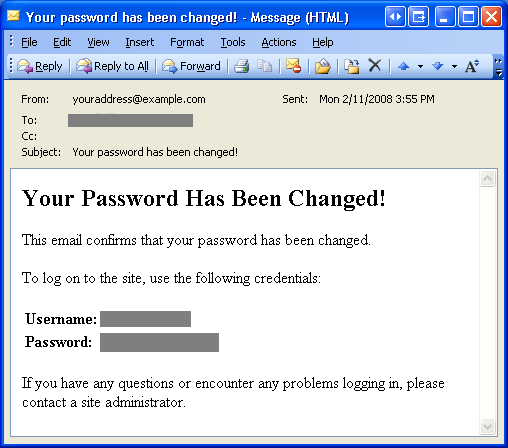 Your password has been changed! - Message (HTML)
File Edit View Insert Format Tools Actions Help
Reply Reply to All Forward A
From: youraddress@example.com Sent: Mon 2/11/2008 3:55 PM
To:
Cc:
Subject: Your password has been changed!
Your Password Has Been Changed!
This email confirms that your password has been changed.
To log on to the site, use the following credentials:
Username:
Password:
If you have any questions or encounter any problems logging in, please
contact a site administrator.